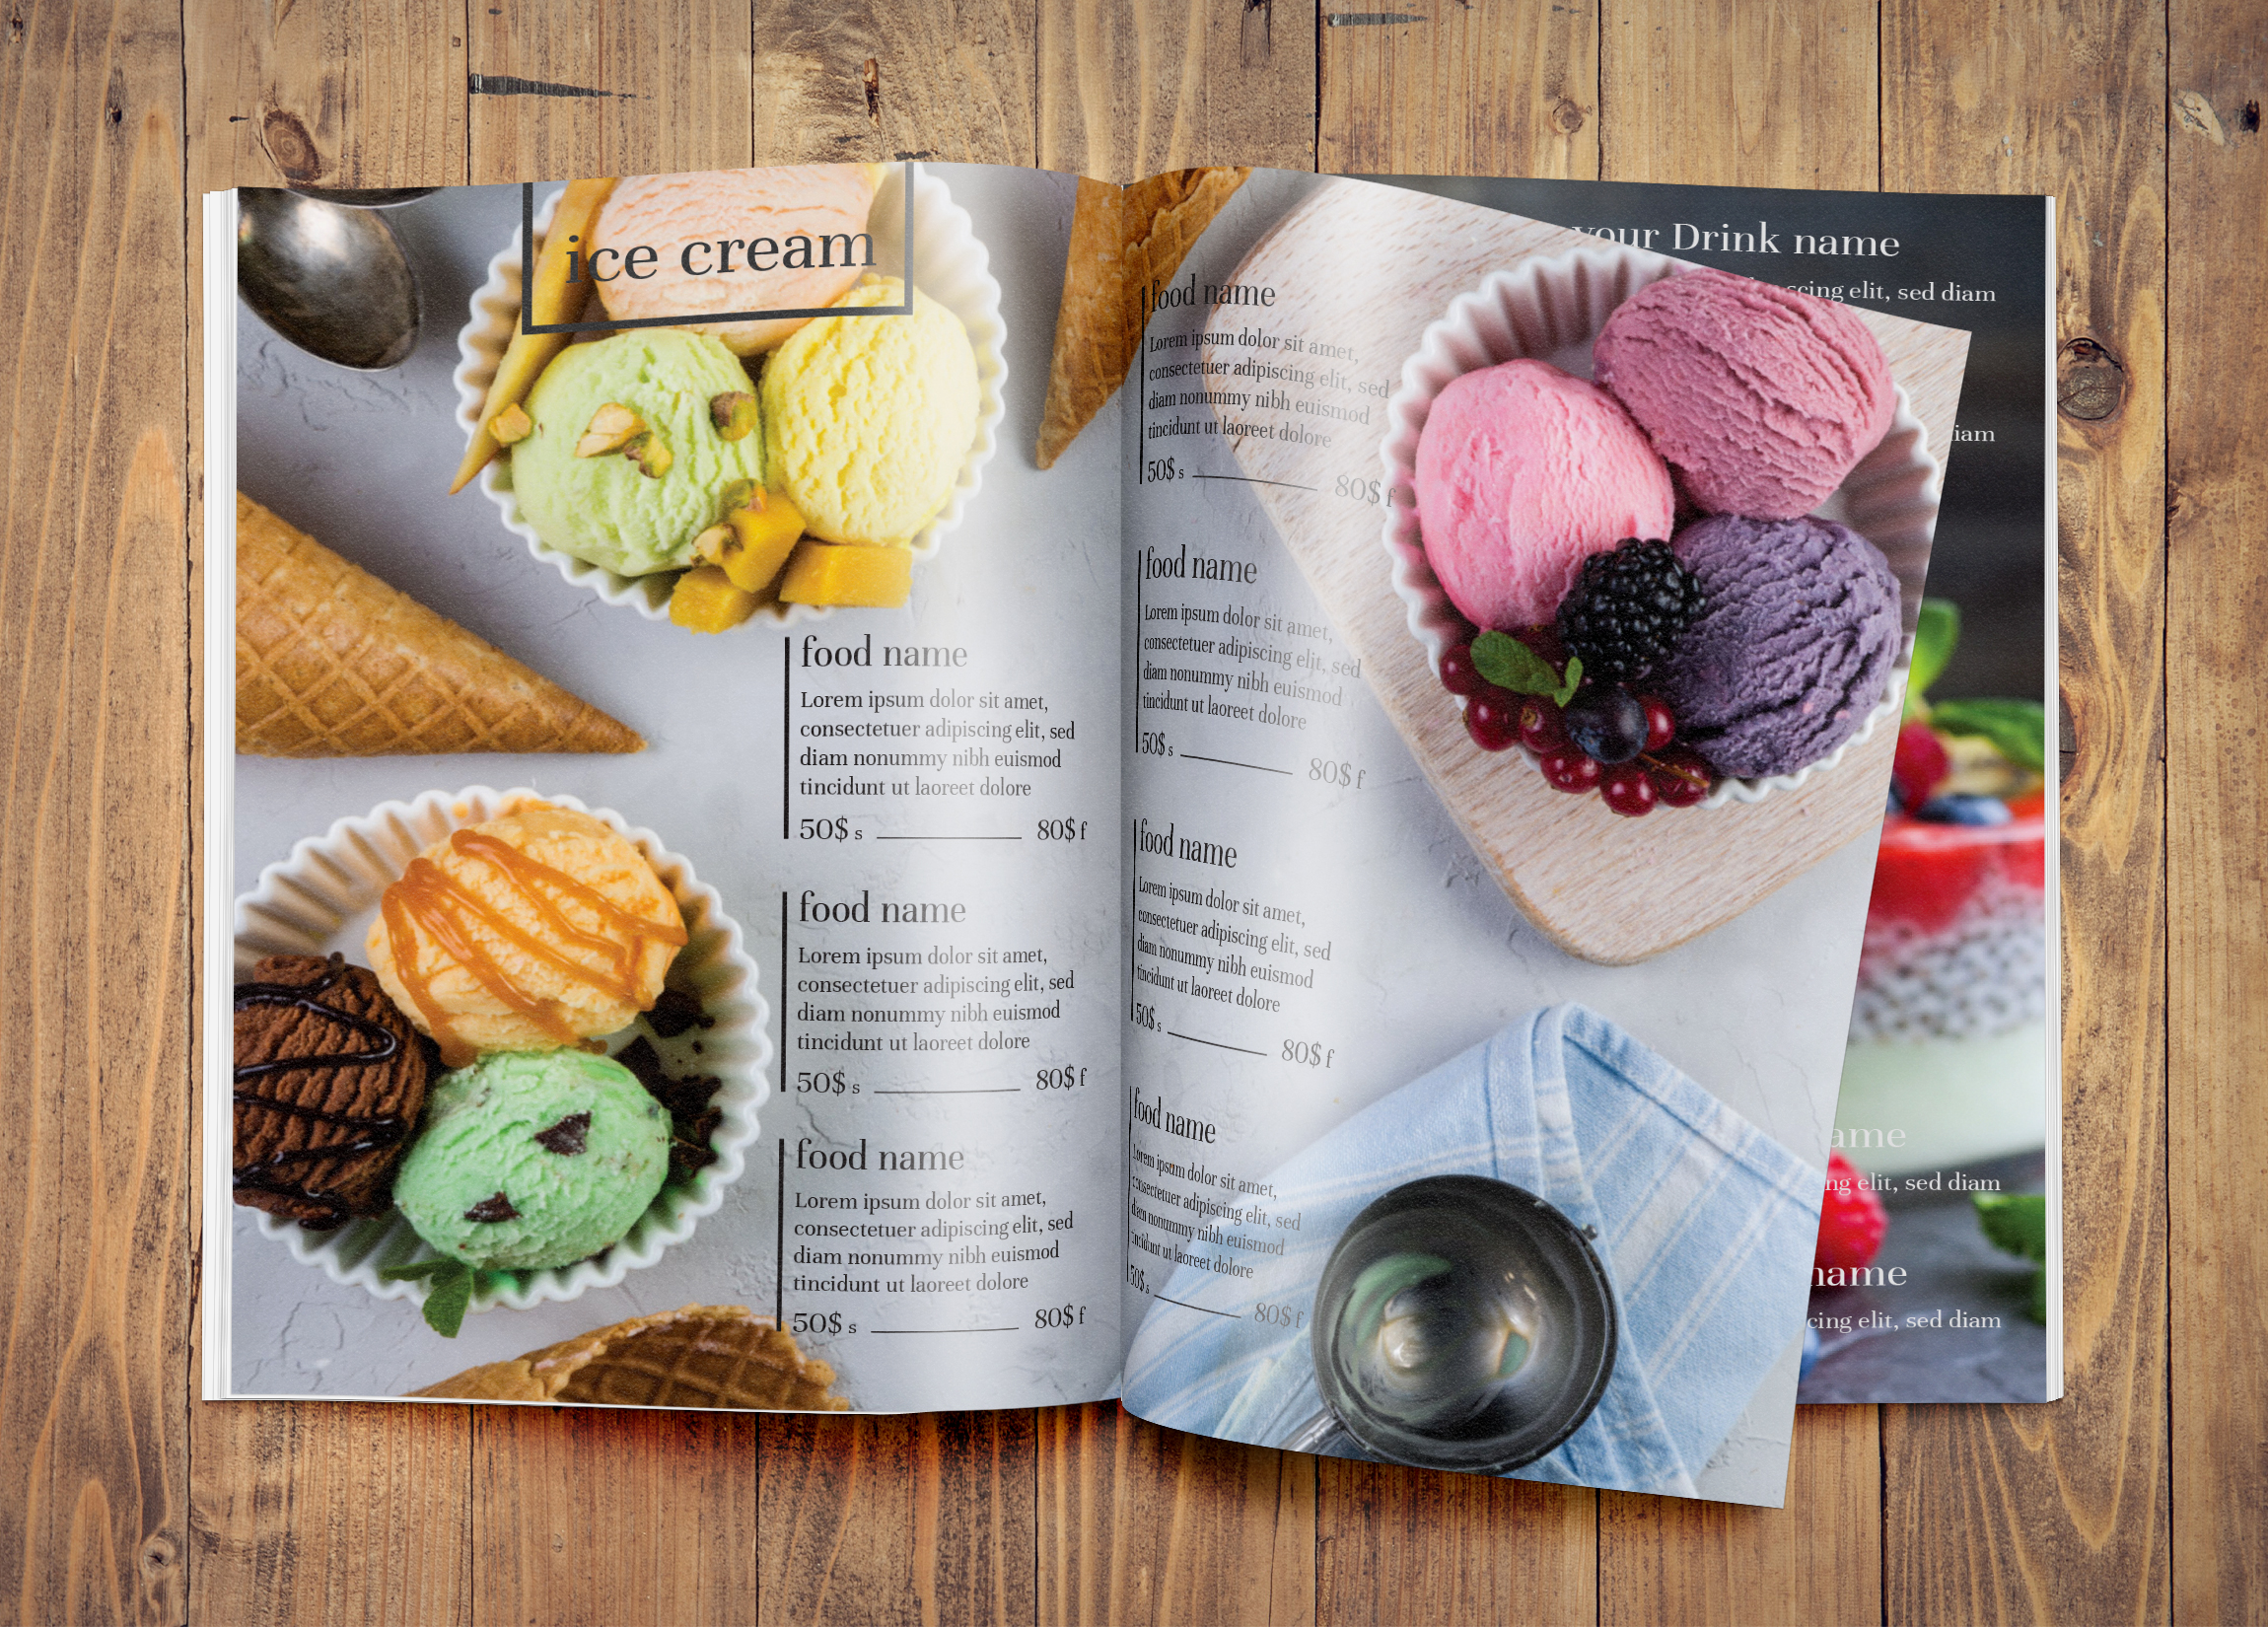 ice cream
food name
Lorem ipsum dolor sit amet,
consectetuer adipiscing elit, sed
diam nonummy nibh euismod
tincidunt ut laoreet dolore
50$ s 80$ f
food name
Lorem ipsum dolor sit amet,
consectetuer adipiscing elit, sed
diam nonummy nibh euismod
tincidunt ut laoreet dolore
50$ s 80$ f
food name
Lorem ipsum dolor sit amet,
consectetuer adipiscing elit, sed
diam nonummy nibh euismod
tincidunt ut laoreet dolore
50$ s 80$ f
food name
Lorem ipsum dolor sit amet,
consectetuer adipiscing elit, sed
diam nonummy nibh euismod
tincidunt ut laoreet dolore
50$ s 80$ f
food name
Lorem ipsum dolor sit amet,
consectetuer adipiscing elit, sed
diam nonummy nibh euismod
tincidunt ut laoreet dolore
50$ s 80$ f
food name
Lorem ipsum dolor sit amet,
consectetuer adipiscing elit, sed
diam nonummy nibh euismod
tincidunt ut laoreet dolore
50$ s 80$ f
food name
Lorem ipsum dolor sit amet,
consectetuer adipiscing elit, sed
diam nonummy nibh euismod
tincidunt ut laoreet dolore
50$ s 80$ f
your Drink name
scing elit, sed diam
iam
ame
ng elit, sed diam
name
cing elit, sed diam